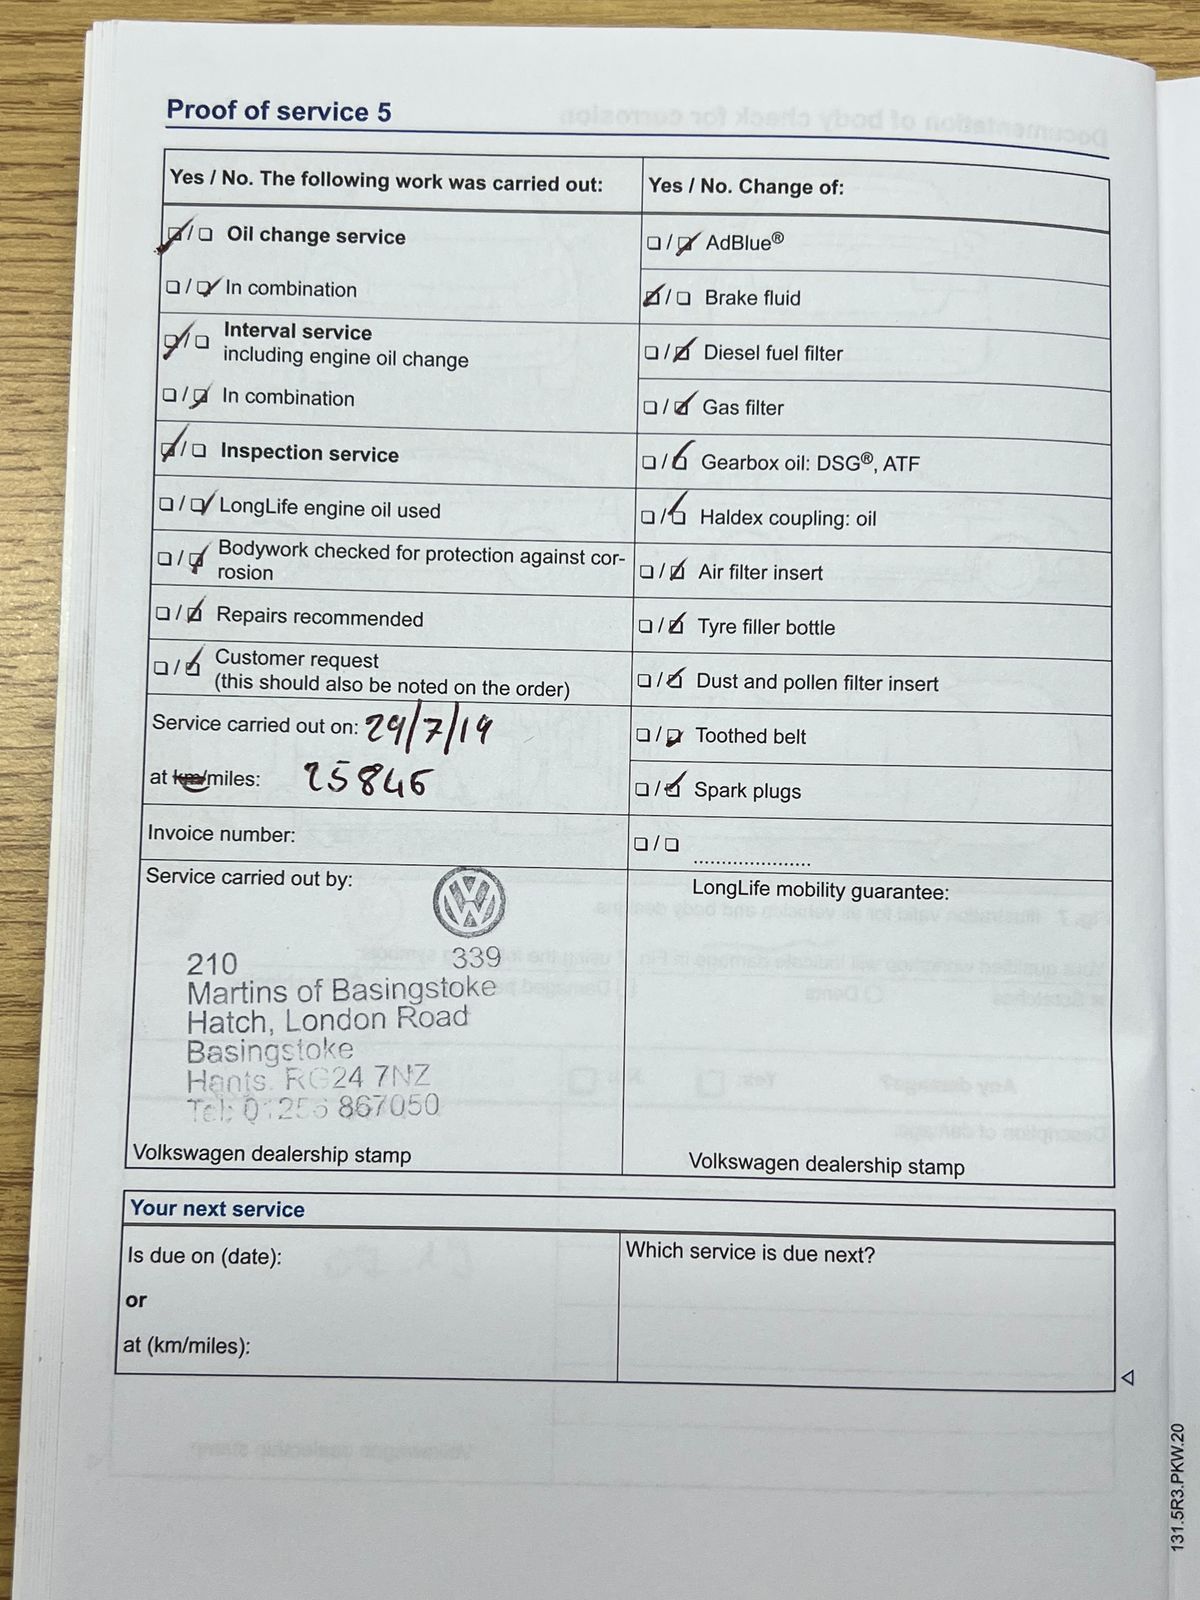 Proof of service 5
Yes / No. The following work was carried out:
Oil change service
In combination
Interval service
including engine oil change
In combination
Inspection service
LongLife engine oil used
Bodywork checked for protection against cor-
rosion
Repairs recommended
Customer request
(this should also be noted on the order)
Service carried out on: 29/7/19
at km/miles: 25846
Invoice number:
Service carried out by:
210 339
Martins of Basingstoke
Hatch, London Road
Basingstoke
Hants. RG24 7NZ
Tel: 01256 867050
Volkswagen dealership stamp
Yes / No. Change of:
AdBlue®
Brake fluid
Diesel fuel filter
Gas filter
Gearbox oil: DSG®, ATF
Haldex coupling: oil
Air filter insert
Tyre filler bottle
Dust and pollen filter insert
Toothed belt
Spark plugs
LongLife mobility guarantee:
Volkswagen dealership stamp
Your next service
Is due on (date):
or
at (km/miles):
Which service is due next?
131.5R3.PKW.20